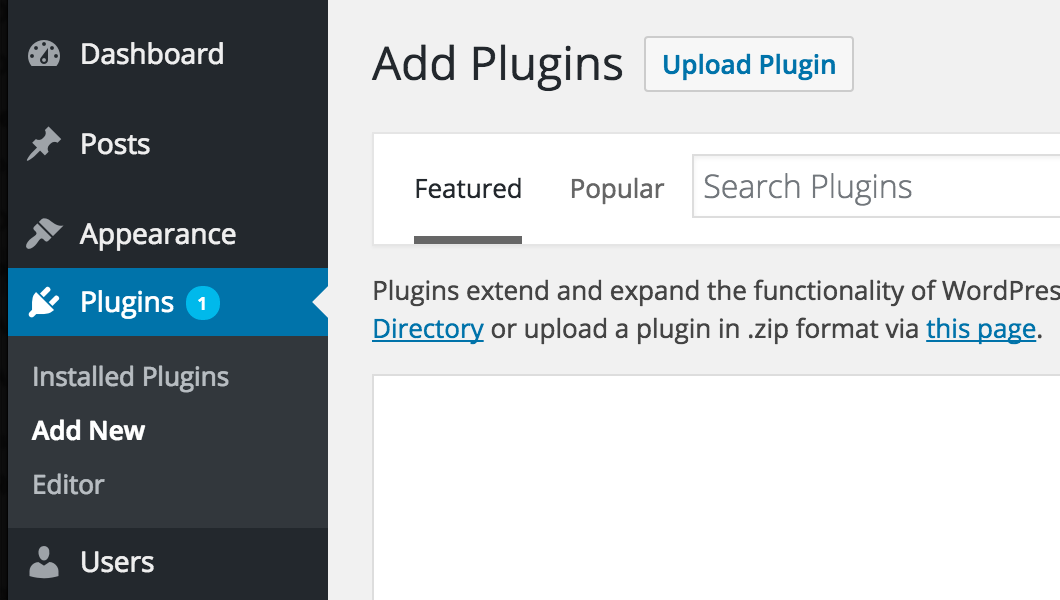 Dashboard
Posts
Appearance
Plugins 1
Installed Plugins
Add New
Editor
Users
Add Plugins Upload Plugin
Featured Popular Search Plugins
Plugins extend and expand the functionality of WordPres
Directory or upload a plugin in .zip format via this page.